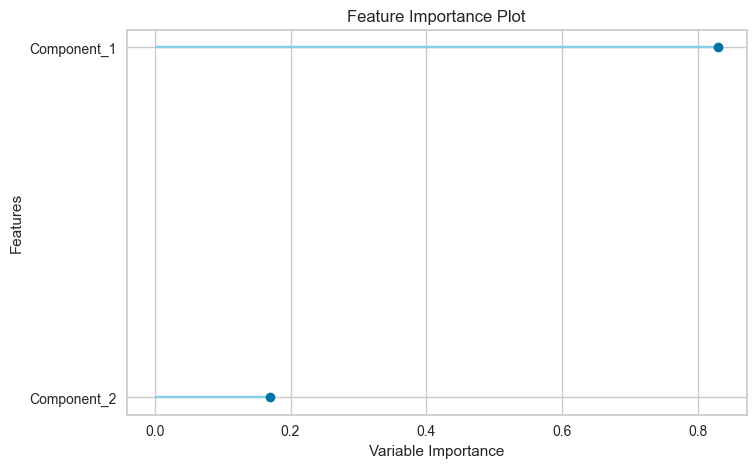 Feature Importance Plot
Component_1
Features
Component_2
0.0 0.2 0.4 0.6 0.8
Variable Importance